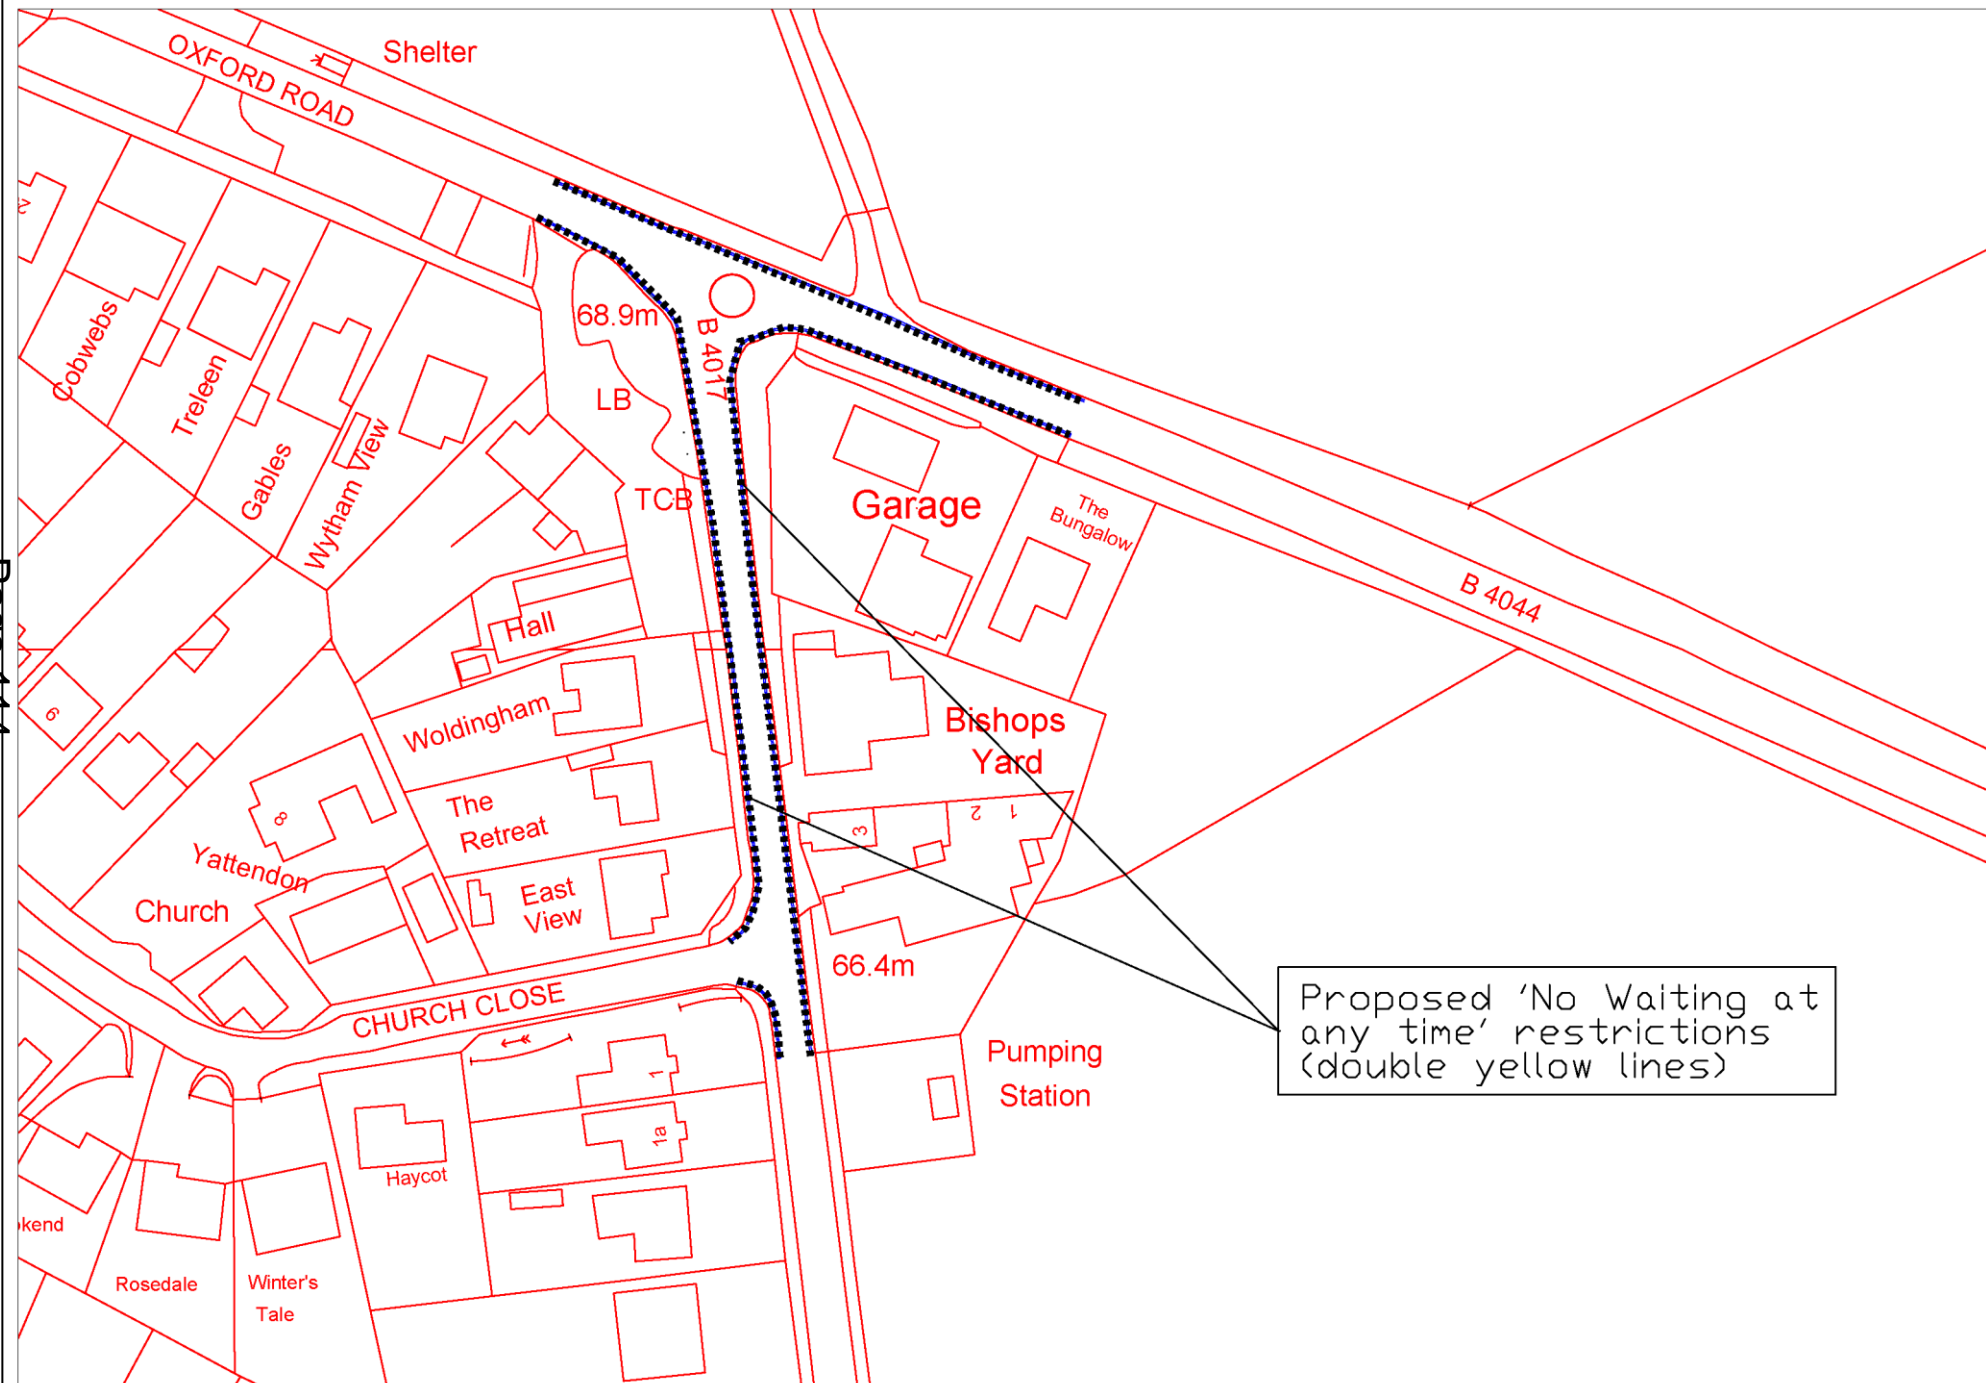 Shelter
OXFORD ROAD
68.9m
B 4017
LB
TCB
Cobwebs
Treleen
Gables
Wytham View
Garage
The
Bungalow
B 4044
Hall
Woldingham
Bishops
Yard
The
Retreat
1
2
3
9
8
Yattendon
Church
East
View
66.4m
CHURCH CLOSE
Proposed ‘No Waiting at
any time’ restrictions
(double yellow lines)
Pumping
Station
1
1a
Haycot
Rosedale
Winter's
Tale